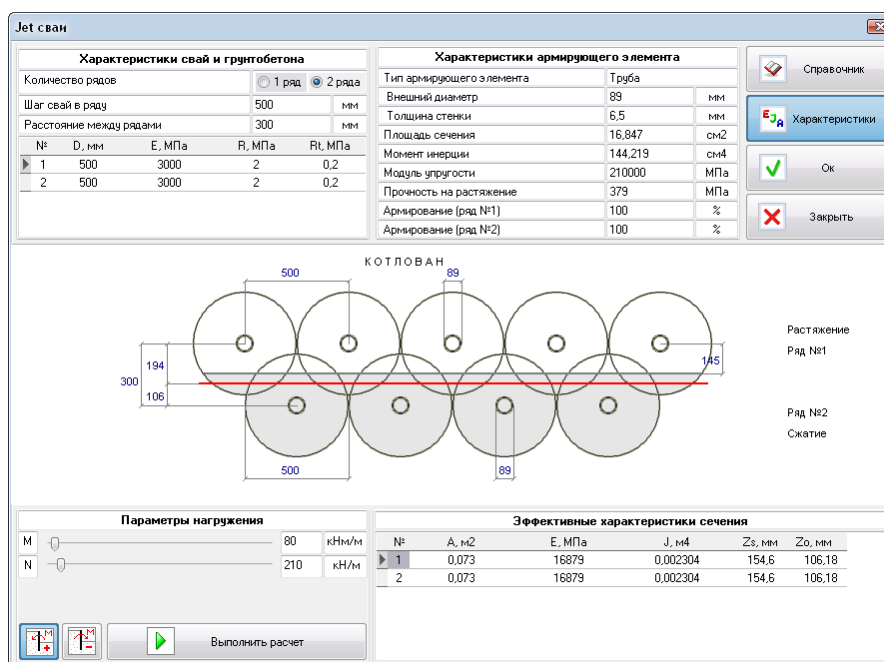 Jet сваи
Характеристики свай и грунтобетона
Количество рядов 1 ряд 2 ряда
Шаг свай в ряду 500 мм
Расстояние между рядами 300 мм
№ D, мм E, МПа R, МПа Rt, МПа
1 500 3000 2 0,2
2 500 3000 2 0,2
Характеристики армирующего элемента
Тип армирующего элемента Труба
Внешний диаметр 89 мм
Толщина стенки 6,5 мм
Площадь сечения 16,847 см2
Момент инерции 144,219 см4
Модуль упругости 210000 МПа
Прочность на растяжение 379 МПа
Армирование (ряд №1) 100 %
Армирование (ряд №2) 100 %
Справочник
EJA Характеристики
Ок
Закрыть
КОТЛОВАН
500 89
Растяжение
Ряд №1
194 145
300
106
Ряд №2
Сжатие
500 89
Параметры нагружения
M 80 кНм/м
N 210 кН/м
M +
M −
Выполнить расчет
Эффективные характеристики сечения
№ A, м2 E, МПа J, м4 Zs, мм Zo, мм
1 0,073 16879 0,002304 154,6 106,18
2 0,073 16879 0,002304 154,6 106,18